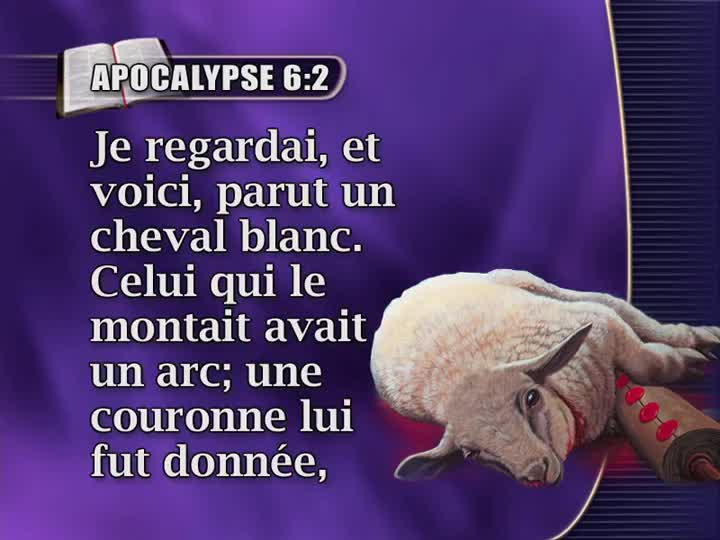 APOCALYPSE 6:2
Je regardai, et
voici, parut un
cheval blanc.
Celui qui le
montait avait
un arc; une
couronne lui
fut donnée,